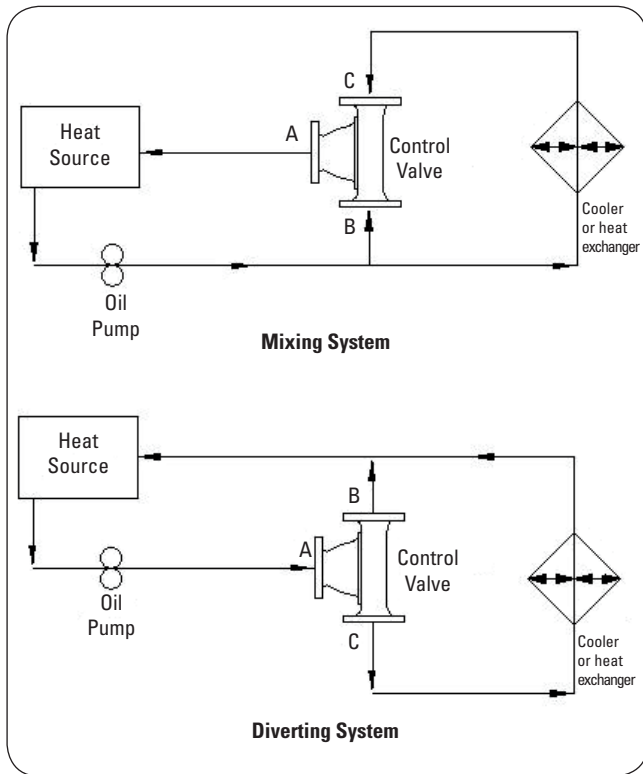 C
Heat
Source
A
Control
Valve
B
Cooler
or heat
exchanger
Oil
Pump
Mixing System
Heat
Source
B
A
Control
Valve
Oil
Pump
C
Cooler
or heat
exchanger
Diverting System